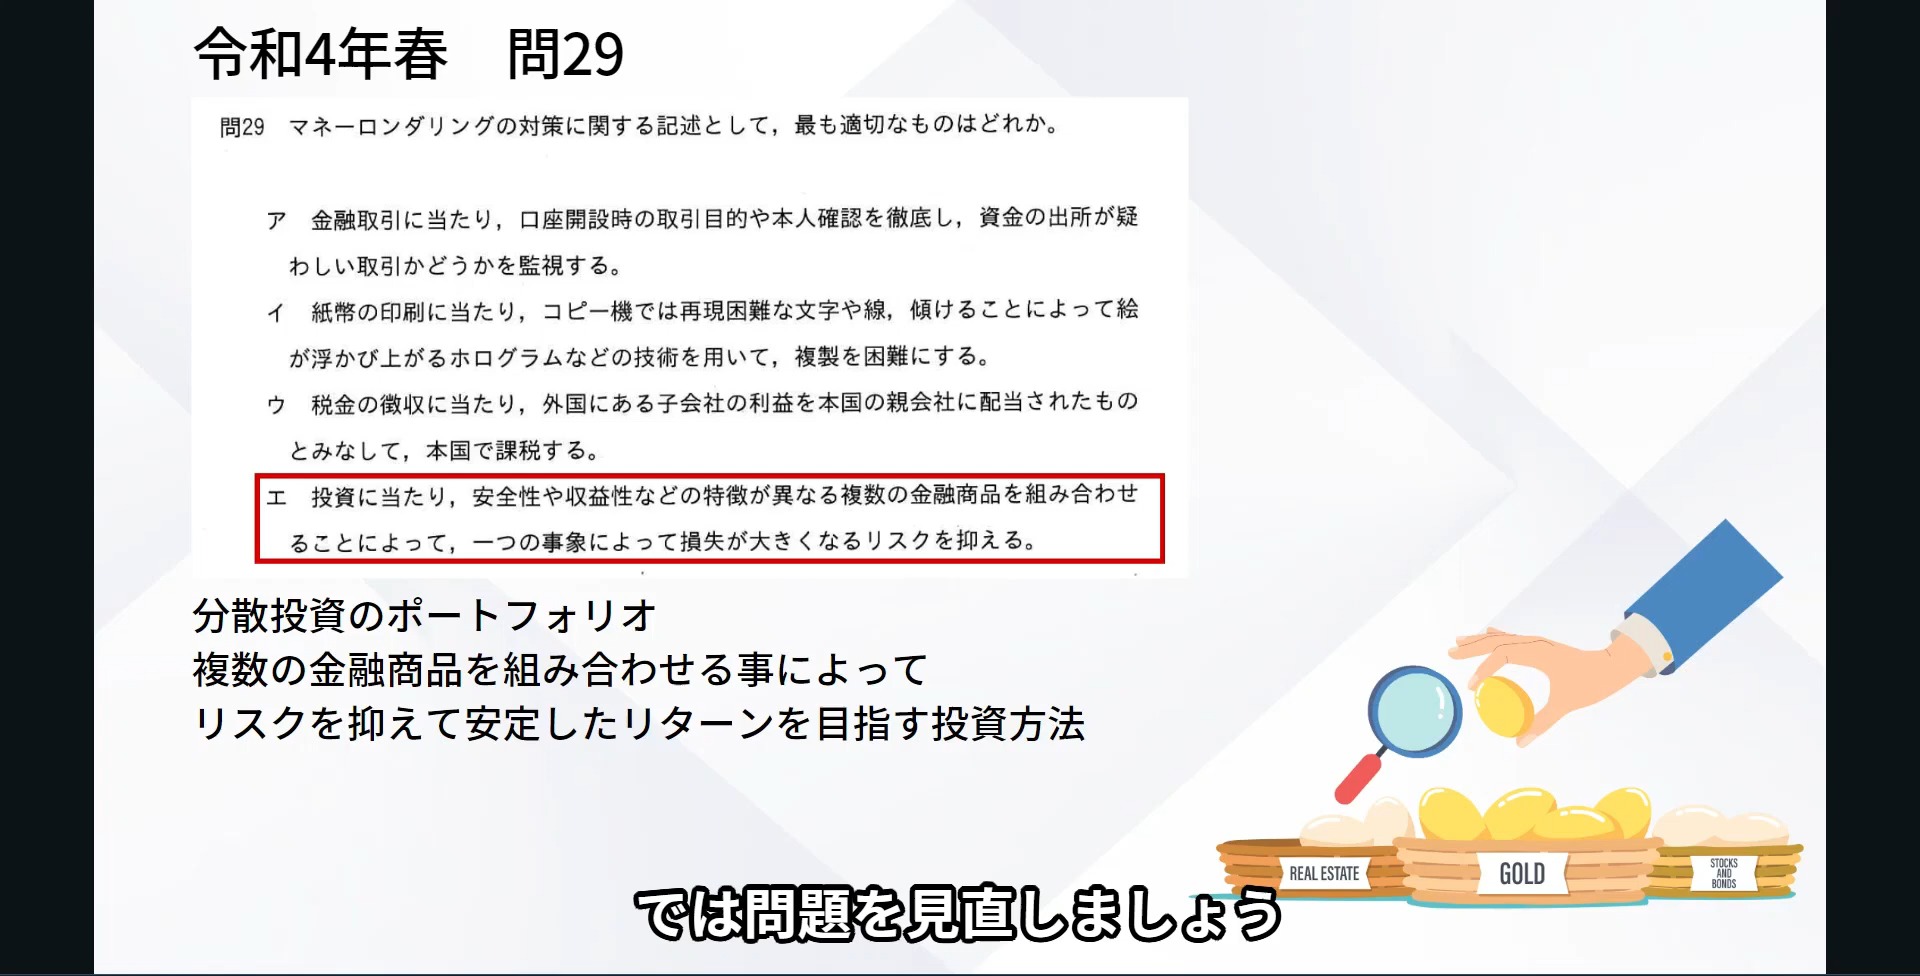 令和4年春　問29
問29　マネーロンダリングの対策に関する記述として，最も適切なものはどれか。
ア　金融取引に当たり，口座開設時の取引目的や本人確認を徹底し，資金の出所が疑
わしい取引かどうかを監視する。
イ　紙幣の印刷に当たり，コピー機では再現困難な文字や線，傾けることによって絵
が浮かび上がるホログラムなどの技術を用いて，複製を困難にする。
ウ　税金の徴収に当たり，外国にある子会社の利益を本国の親会社に配当されたもの
とみなして，本国で課税する。
エ　投資に当たり，安全性や収益性などの特徴が異なる複数の金融商品を組み合わせ
ることによって，一つの事象によって損失が大きくなるリスクを抑える。
分散投資のポートフォリオ
複数の金融商品を組み合わせる事によって
リスクを抑えて安定したリターンを目指す投資方法
REAL ESTATE
GOLD
STOCKS
AND
BONDS
では問題を見直しましょう